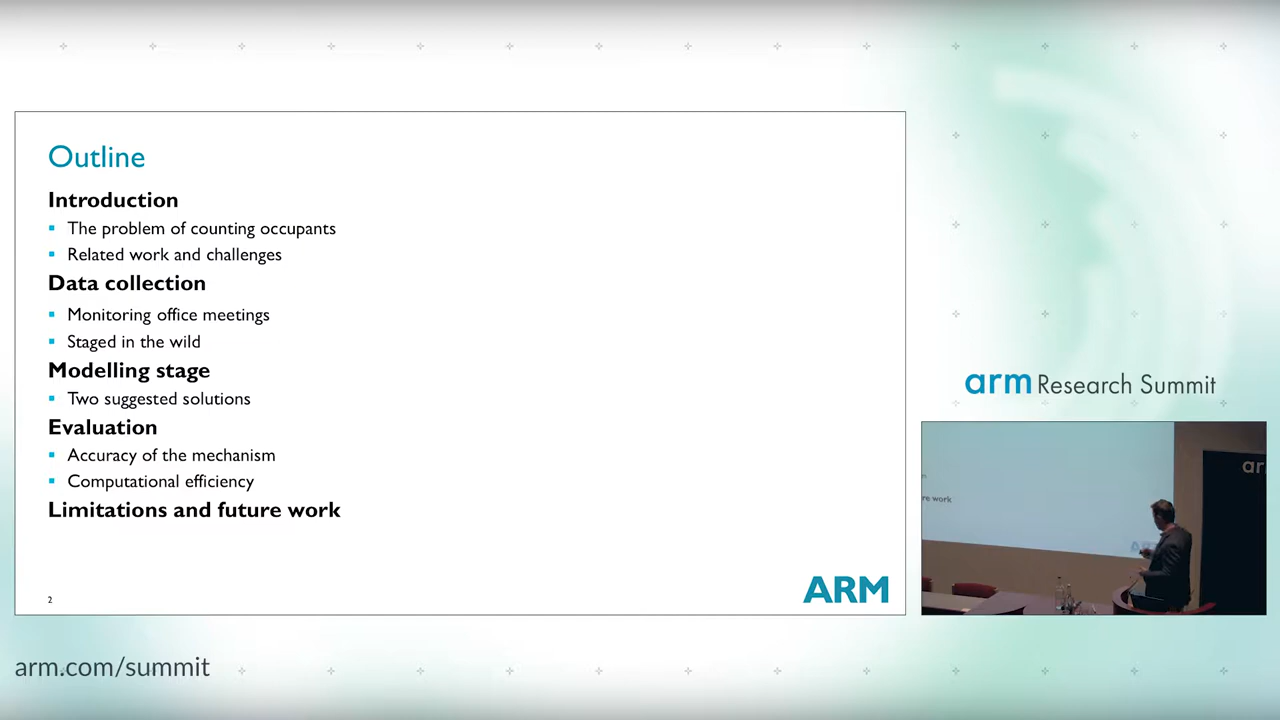 Outline
Introduction
The problem of counting occupants
Related work and challenges
Data collection
Monitoring office meetings
Staged in the wild
Modelling stage
Two suggested solutions
Evaluation
Accuracy of the mechanism
Computational efficiency
Limitations and future work
2
ARM
arm Research Summit
ar
work
arm.com/summit